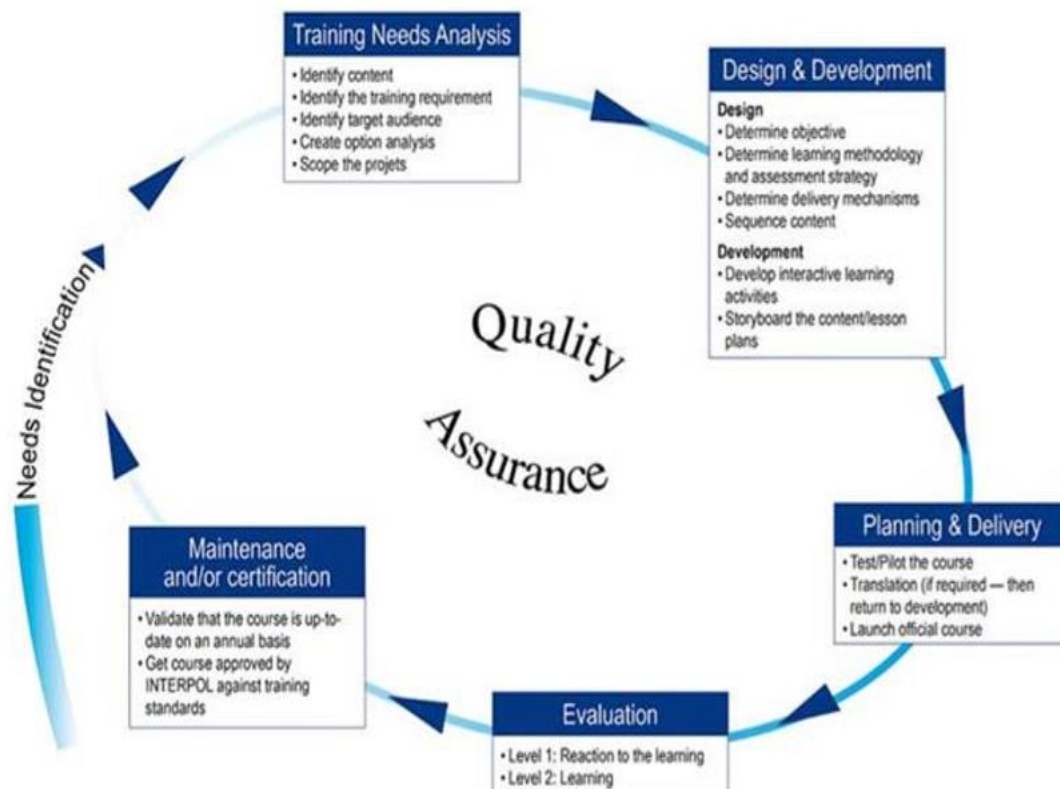 Needs Identification
Training Needs Analysis
• Identify content
• Identify the training requirement
• Identify target audience
• Create option analysis
• Scope the projets
Design & Development
Design
• Determine objective
• Determine learning methodology
and assessment strategy
• Determine delivery mechanisms
• Sequence content
Development
• Develop interactive learning
activities
• Storyboard the content/lesson
plans
Quality
Assurance
Planning & Delivery
• Test/Pilot the course
• Translation (if required — then
return to development)
• Launch official course
Evaluation
• Level 1: Reaction to the learning
• Level 2: Learning
Maintenance
and/or certification
• Validate that the course is up-to-
date on an annual basis
• Get course approved by
INTERPOL against training
standards